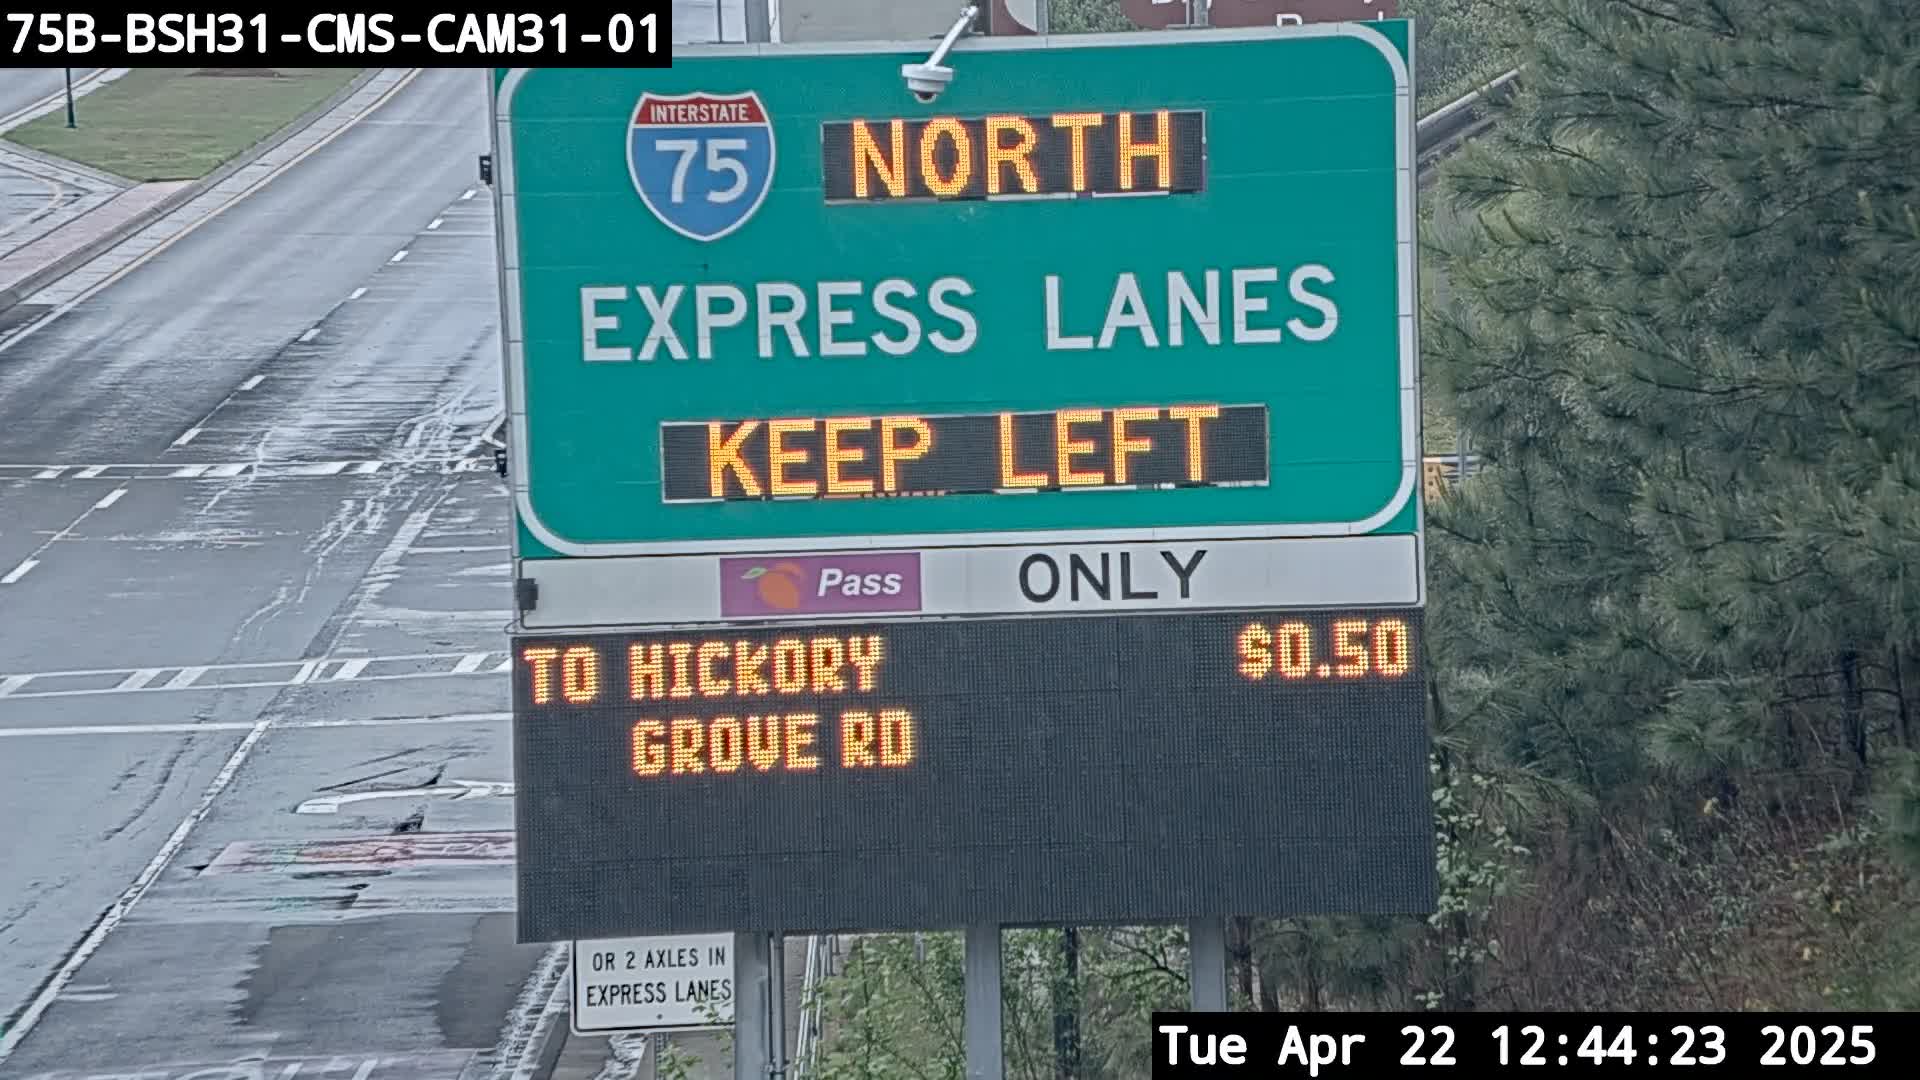 75B-BSH31-CMS-CAM31-01
INTERSTATE
75
NORTH
EXPRESS LANES
KEEP LEFT
Pass ONLY
TO HICKORY $0.50
GROVE RD
OR 2 AXLES IN
EXPRESS LANES
Tue Apr 22 12:44:23 2025